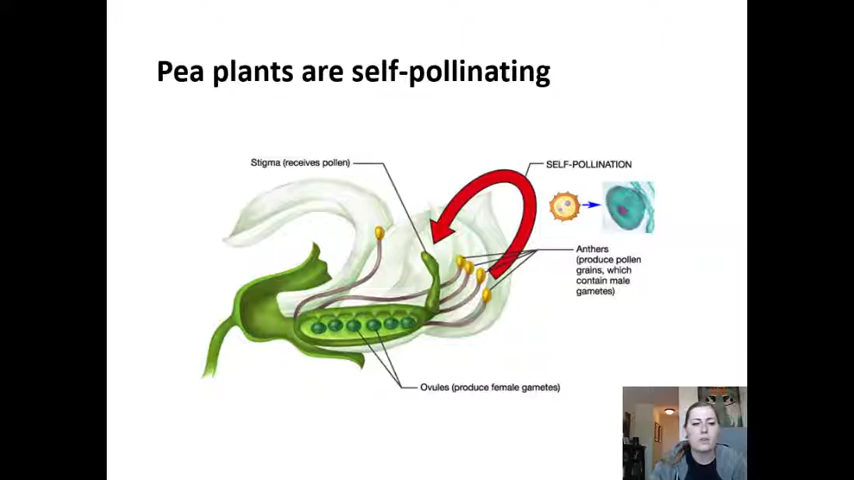 Pea plants are self-pollinating
Stigma (receives pollen)
SELF-POLLINATION
Anthers
(produce pollen
grains, which
contain male
gametes)
Ovules (produce female gametes)